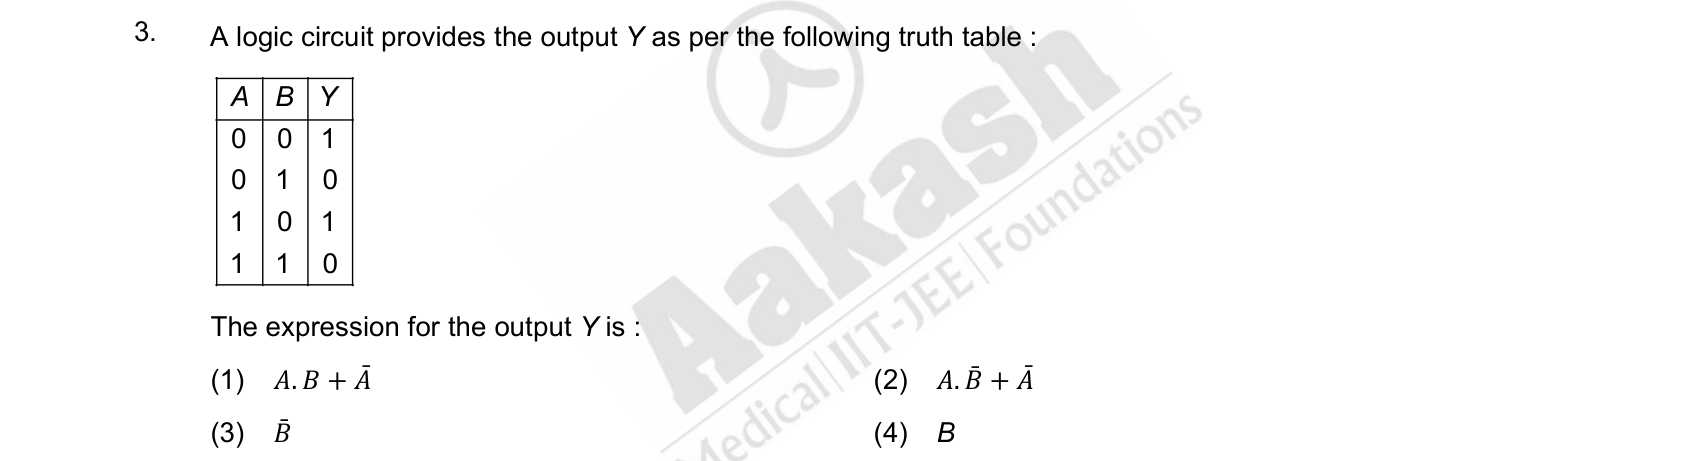 3. A logic circuit provides the output Y as per the following truth table :
A B Y
0 0 1
0 1 0
1 0 1
1 1 0
The expression for the output Y is :
(1) A. B + Ā (2) A. B̄ + Ā
(3) B̄ (4) B
Aakash
Medical|IIT-JEE|Foundations